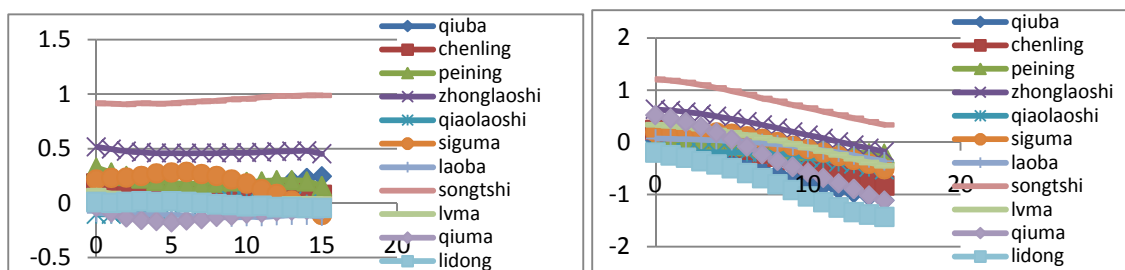 1.5
1
0.5
0
-0.5
0
5
10
15
20
qiuba
chenling
peining
zhonglaoshi
qiaolaoshi
siguma
laoba
songtshi
lvma
qiuma
lidong
2
1
0
-1
-2
0
10
20
qiuba
chenling
peining
zhonglaoshi
qiaolaoshi
siguma
laoba
songtshi
lvma
qiuma
lidong